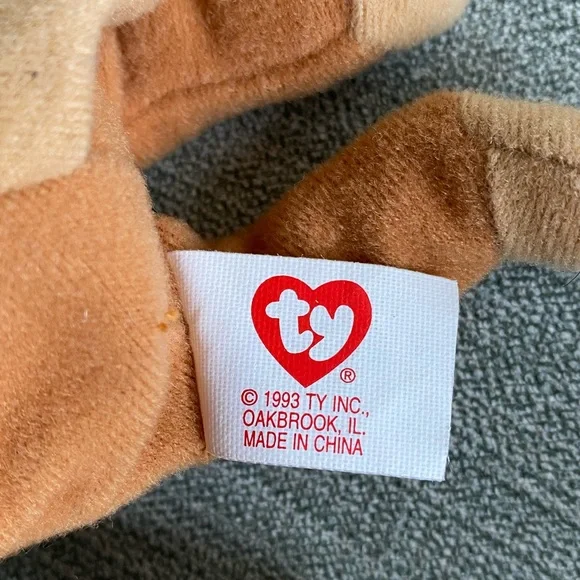 ty
®
© 1993 TY INC.,
OAKBROOK, IL.
MADE IN CHINA